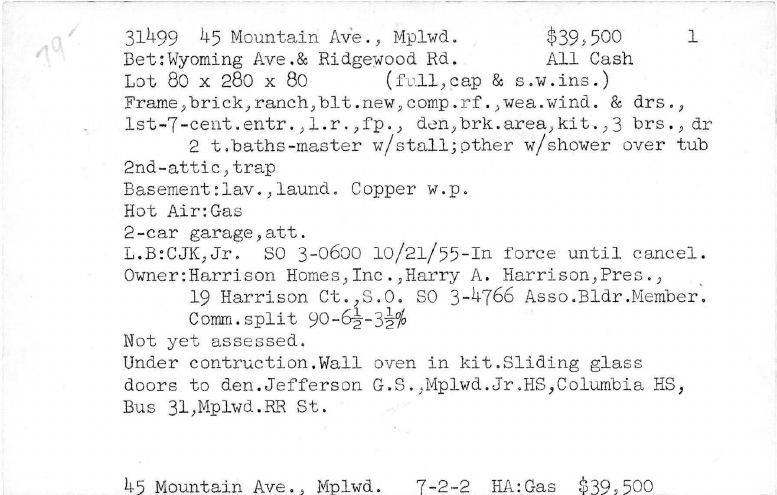 79-
31499 45 Mountain Ave., Mplwd. $39,500 1
Bet:Wyoming Ave.& Ridgewood Rd. All Cash
Lot 80 x 280 x 80 (full,cap & s.w.ins.)
Frame,brick,ranch,blt.new,comp.rf.,wea.wind. & drs.,
1st-7-cent.entr.,l.r.,fp., den,brk.area,kit.,3 brs., dr
2 t.baths-master w/stall;other w/shower over tub
2nd-attic,trap
Basement:lav.,laund. Copper w.p.
Hot Air:Gas
2-car garage,att.
L.B:CJK,Jr. SO 3-0600 10/21/55-In force until cancel.
Owner:Harrison Homes,Inc.,Harry A. Harrison,Pres.,
19 Harrison Ct.,S.O. SO 3-4766 Asso.Bldr.Member.
Comm.split 90-6½-3½%
Not yet assessed.
Under contruction.Wall oven in kit.Sliding glass
doors to den.Jefferson G.S.,Mplwd.Jr.HS,Columbia HS,
Bus 31,Mplwd.RR St.
45 Mountain Ave., Mplwd. 7-2-2 HA:Gas $39,500